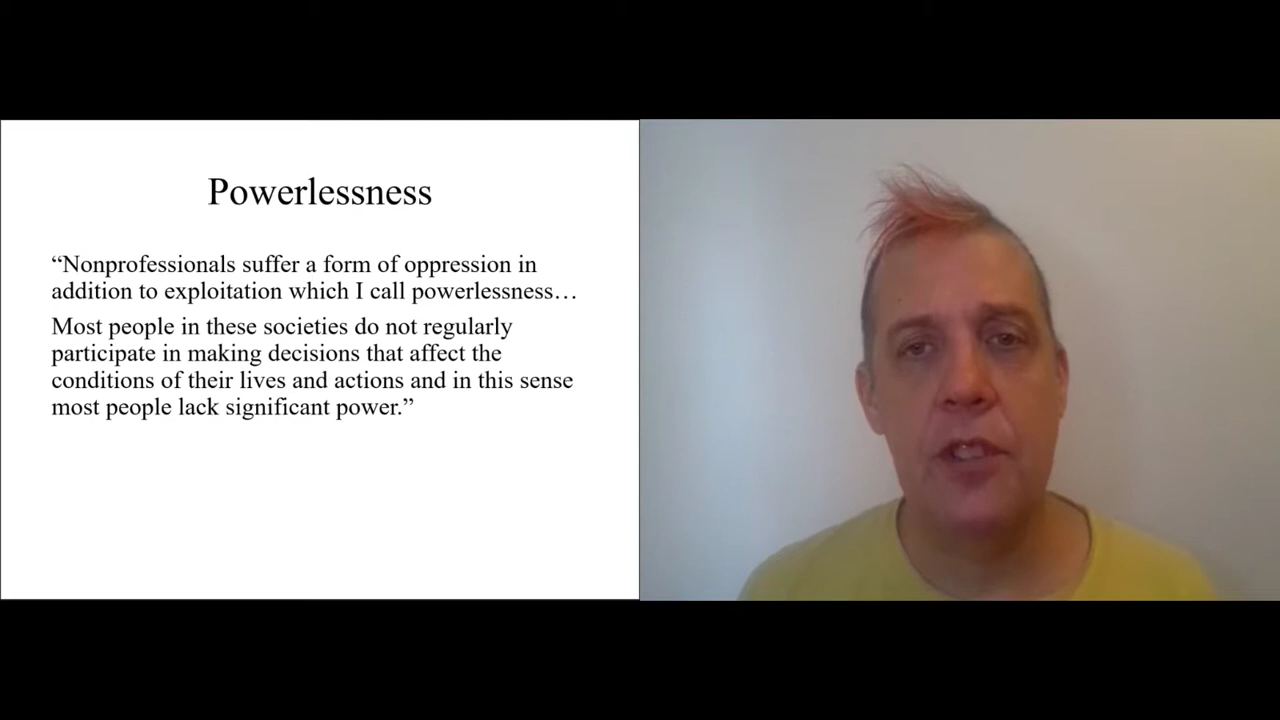 Powerlessness
“Nonprofessionals suffer a form of oppression in
addition to exploitation which I call powerlessness…
Most people in these societies do not regularly
participate in making decisions that affect the
conditions of their lives and actions and in this sense
most people lack significant power.”